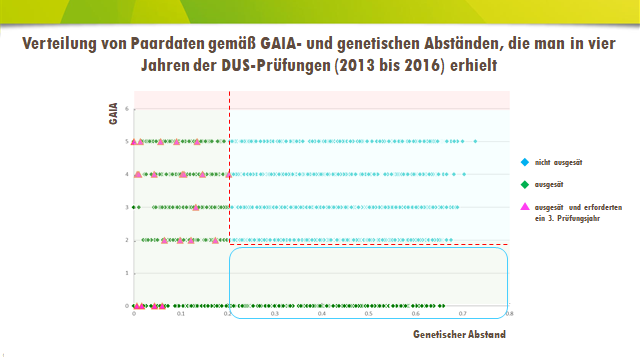 Verteilung von Paardaten gemäß GAIA- und genetischen Abständen, die man in vier
Jahren der DUS-Prüfungen (2013 bis 2016) erhielt
GAIA
6
5
4
3
2
1
0
0 0.1 0.2 0.3 0.4 0.5 0.6 0.7 0.8
nicht ausgesät
ausgesät
ausgesät und erforderten
ein 3. Prüfungsjahr
Genetischer Abstand